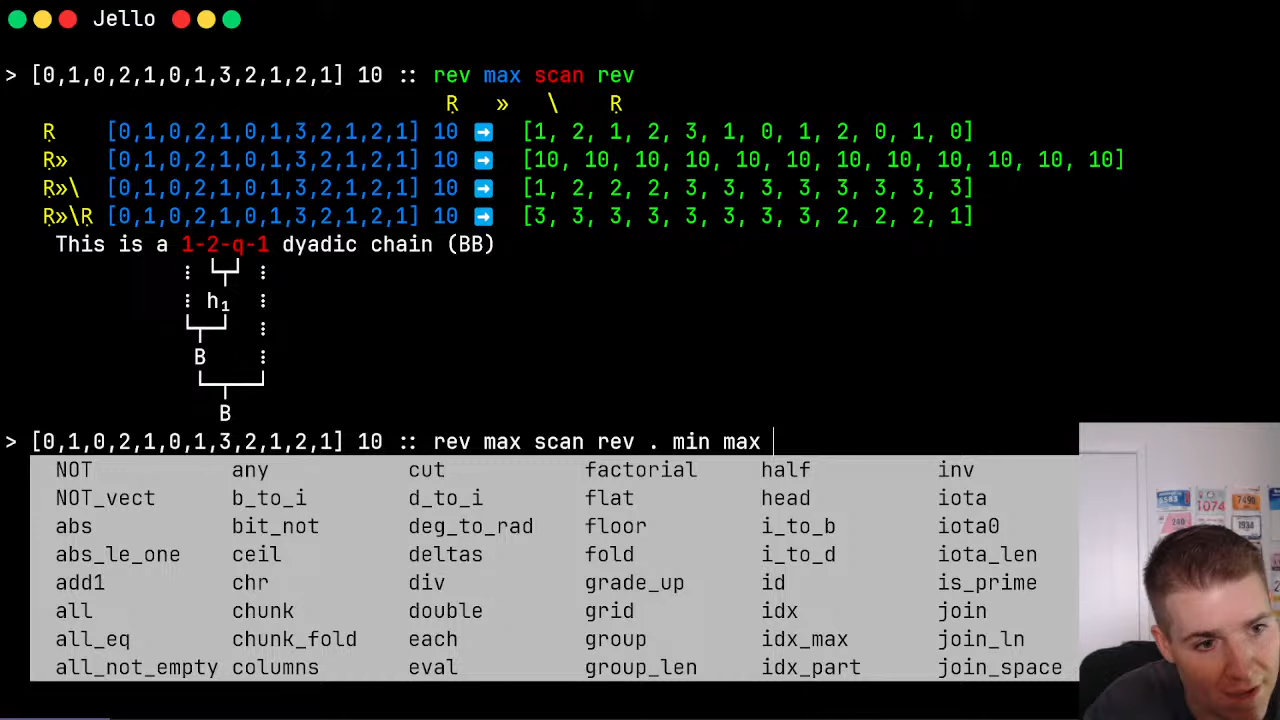 Jello
> [0,1,0,2,1,0,1,3,2,1,2,1] 10 :: rev max scan rev
Ṛ » \ Ṛ
Ṛ [0,1,0,2,1,0,1,3,2,1,2,1] 10 ➡ [1, 2, 1, 2, 3, 1, 0, 1, 2, 0, 1, 0]
Ṛ» [0,1,0,2,1,0,1,3,2,1,2,1] 10 ➡ [10, 10, 10, 10, 10, 10, 10, 10, 10, 10, 10, 10]
Ṛ»\ [0,1,0,2,1,0,1,3,2,1,2,1] 10 ➡ [1, 2, 2, 2, 3, 3, 3, 3, 3, 3, 3, 3]
Ṛ»\Ṛ [0,1,0,2,1,0,1,3,2,1,2,1] 10 ➡ [3, 3, 3, 3, 3, 3, 3, 3, 2, 2, 2, 1]
This is a 1-2-q-1 dyadic chain (BB)
h₁
B
B
> [0,1,0,2,1,0,1,3,2,1,2,1] 10 :: rev max scan rev . min max
NOT any cut factorial half inv
NOT_vect b_to_i d_to_i flat head iota
abs bit_not deg_to_rad floor i_to_b iota0
abs_le_one ceil deltas fold i_to_d iota_len
add1 chr div grade_up id is_prime
all chunk double grid idx join
all_eq chunk_fold each group idx_max join_ln
all_not_empty columns eval group_len idx_part join_space